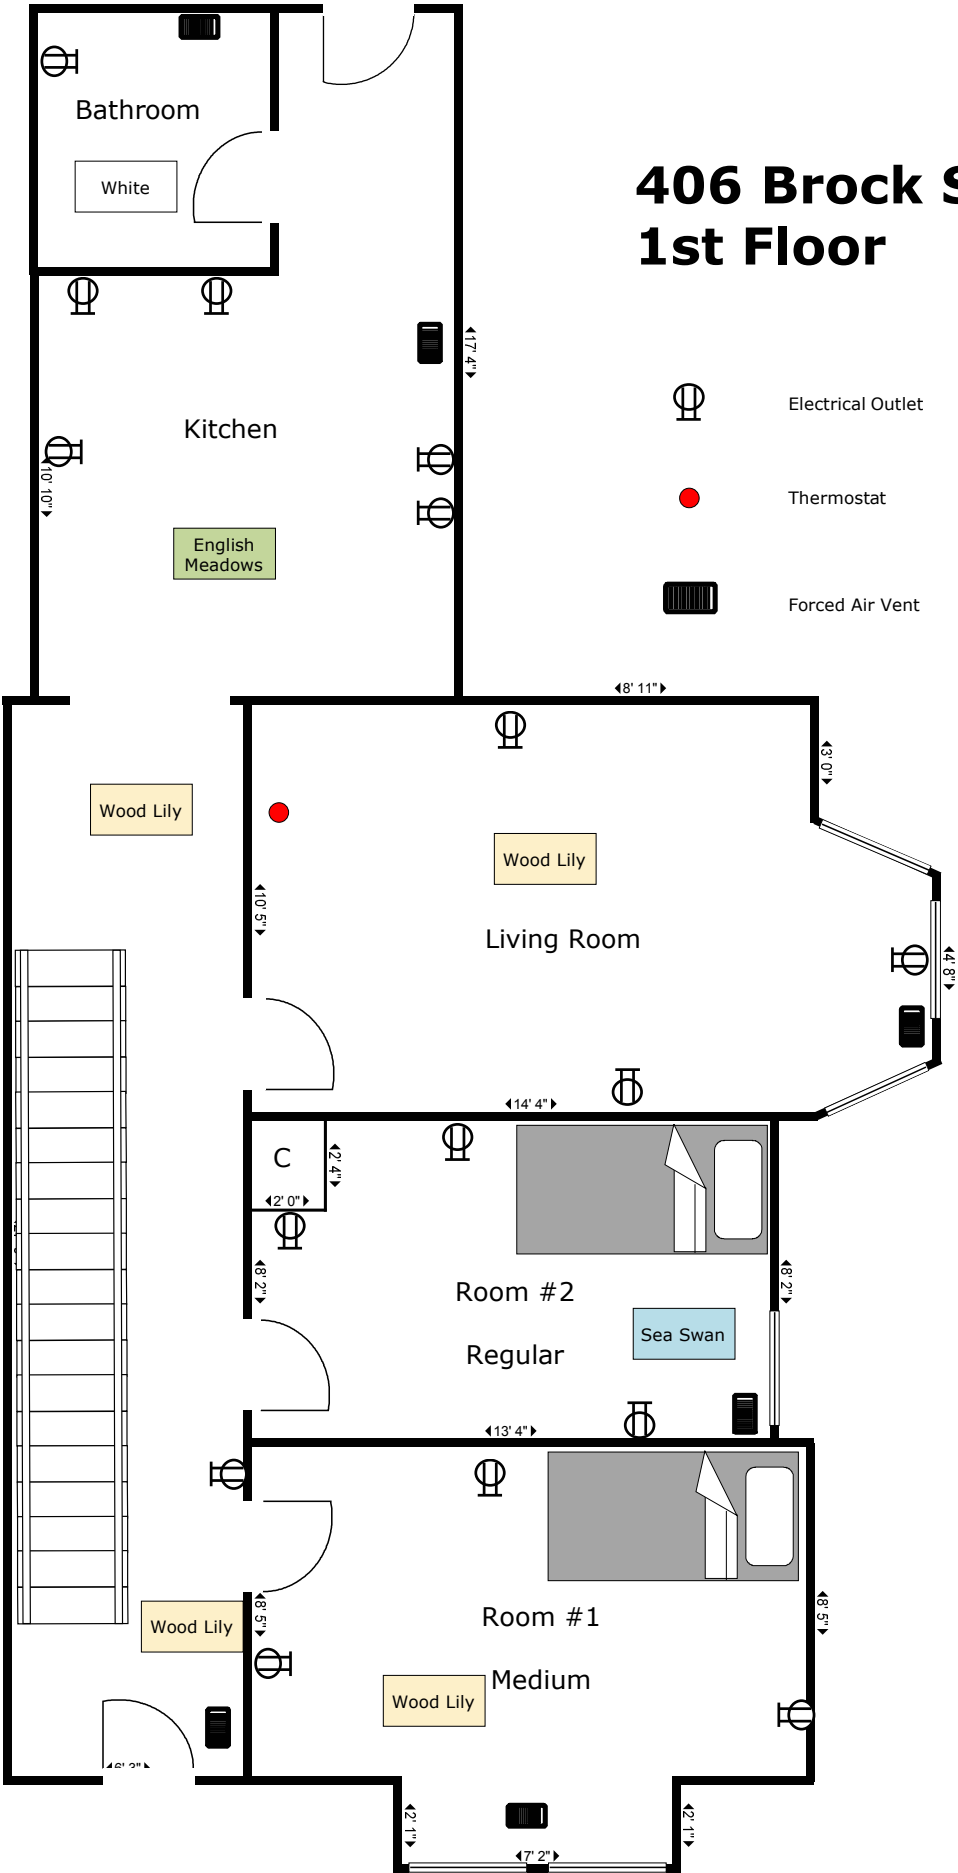 Bathroom
White
406 Brock
1st Floor
17' 4"
Electrical Outlet
Kitchen
10' 10"
Thermostat
English
Meadows
Forced Air Vent
8' 11"
3' 0"
Wood Lily
Wood Lily
10' 5"
Living Room
4' 8"
14' 4"
C
2' 4"
2' 0"
8' 2"
8' 2"
Room #2
Sea Swan
Regular
13' 4"
8' 5"
8' 5"
Room #1
Wood Lily
Medium
Wood Lily
6' 3"
2' 1"
2' 1"
7' 2"